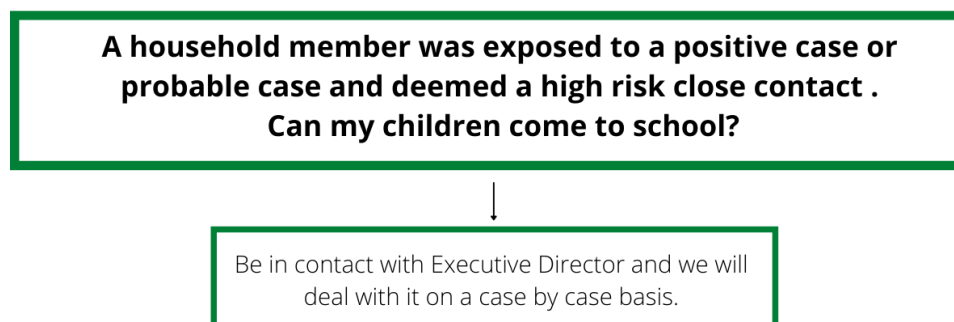 A household member was exposed to a positive case or
probable case and deemed a high risk close contact .
Can my children come to school?
Be in contact with Executive Director and we will
deal with it on a case by case basis.